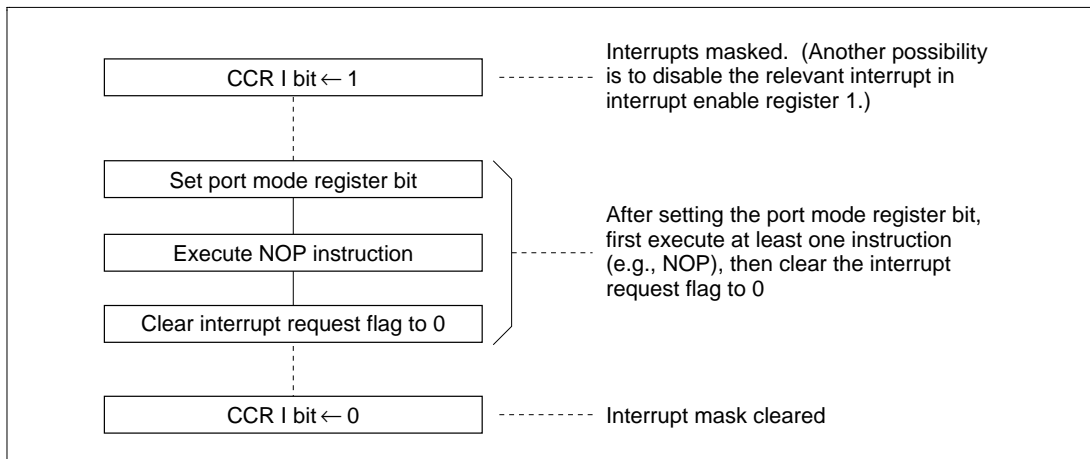 CCR I bit ← 1
Interrupts masked. (Another possibility
is to disable the relevant interrupt in
interrupt enable register 1.)
Set port mode register bit
Execute NOP instruction
Clear interrupt request flag to 0
After setting the port mode register bit,
first execute at least one instruction
(e.g., NOP), then clear the interrupt
request flag to 0
CCR I bit ← 0
Interrupt mask cleared